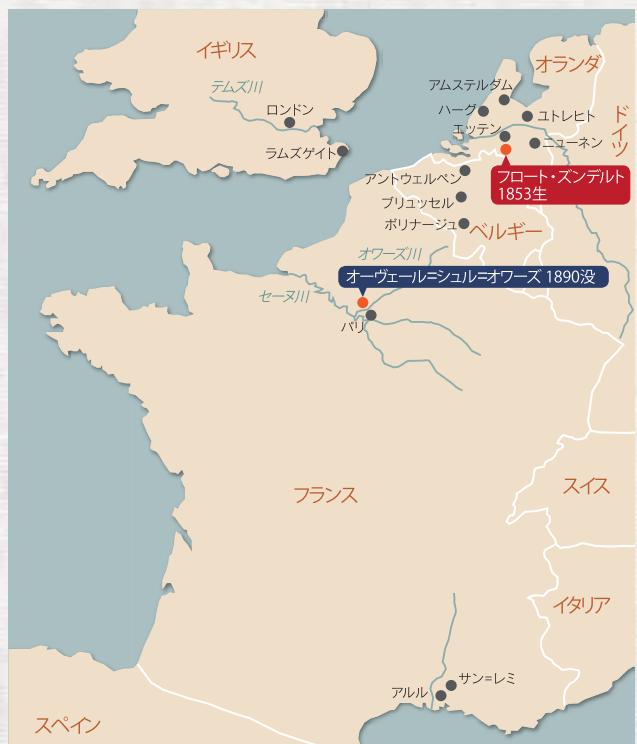 イギリス
テムズ川
ロンドン
ラムズゲイト
オランダ
アムステルダム
ハーグ
ユトレヒト
エッテン
ニューネン
ドイツ
フロート・ズンデルト
1853生
アントウェルペン
ブリュッセル
ボリナージュ
ベルギー
オワーズ川
オーヴェール=シュル=オワーズ 1890没
セーヌ川
パリ
フランス
スイス
イタリア
サン=レミ
アルル
スペイン